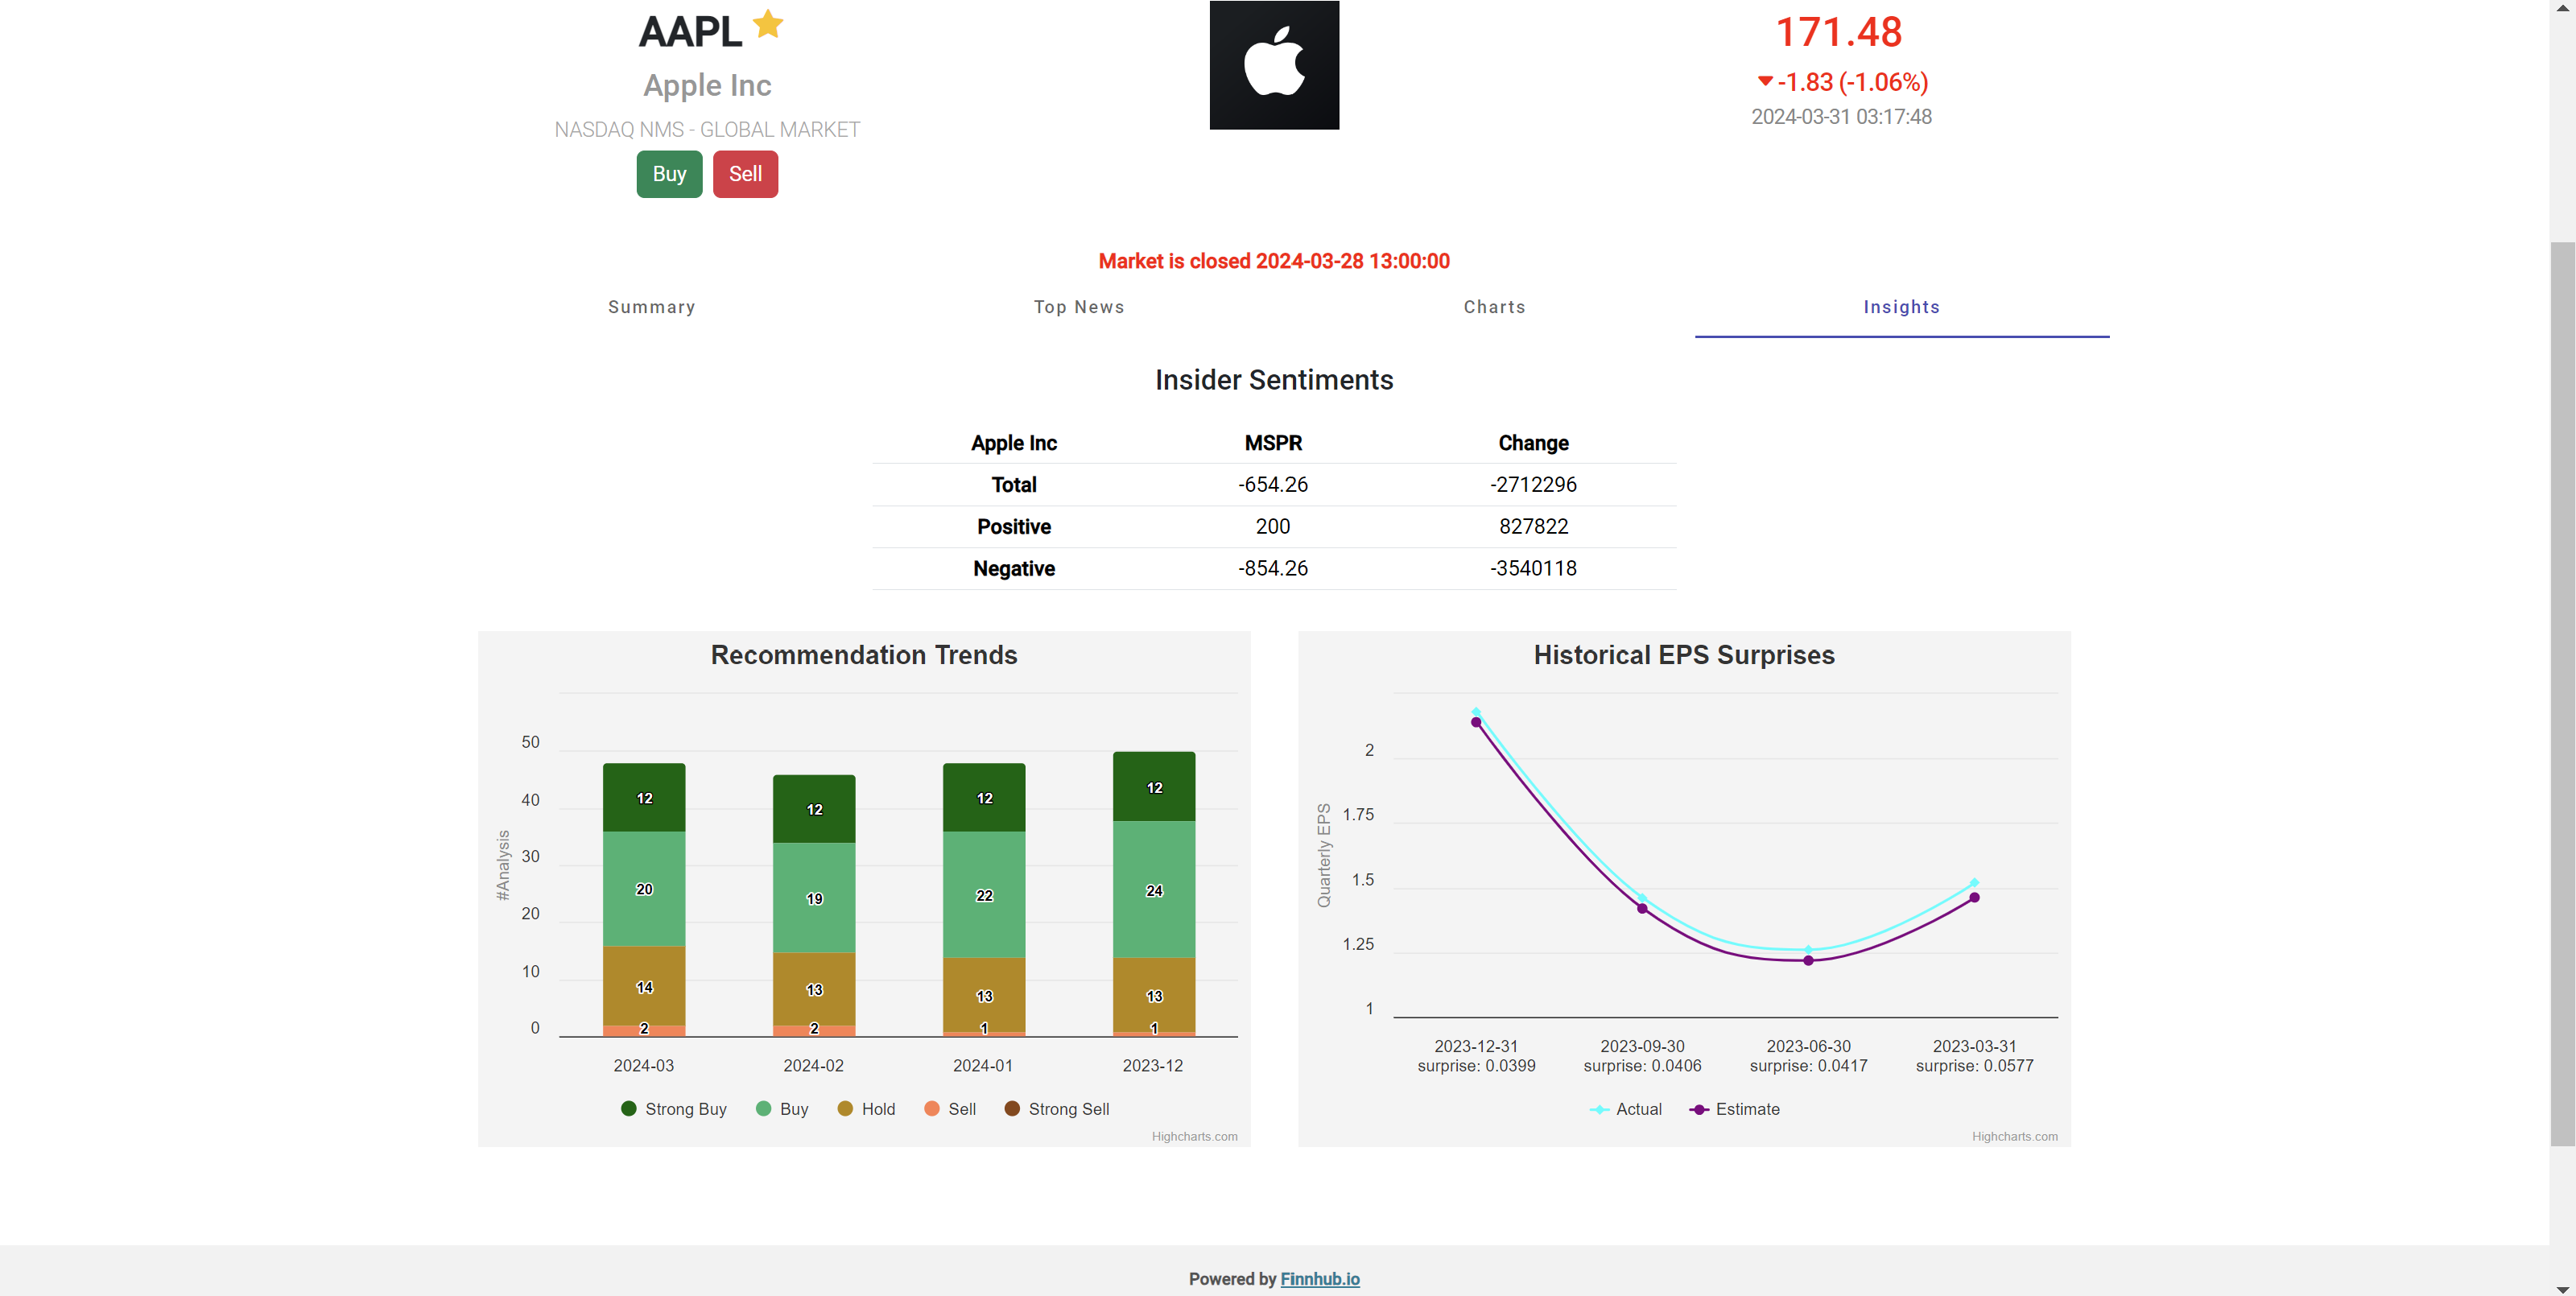 AAPL
Apple Inc
NASDAQ NMS - GLOBAL MARKET
Buy Sell
171.48
-1.83 (-1.06%)
2024-03-31 03:17:48
Market is closed 2024-03-28 13:00:00
Summary Top News Charts Insights
Insider Sentiments
Apple Inc MSPR Change
Total -654.26 -2712296
Positive 200 827822
Negative -854.26 -3540118
Recommendation Trends
#Analysis
50
40
30
20
10
0
12 12 12 12
20 19 22 24
14 13 13 13
2 2 1 1
2024-03 2024-02 2024-01 2023-12
Strong Buy Buy Hold Sell Strong Sell
Highcharts.com
Historical EPS Surprises
Quarterly EPS
2
1.75
1.5
1.25
1
2023-12-31 2023-09-30 2023-06-30 2023-03-31
surprise: 0.0399 surprise: 0.0406 surprise: 0.0417 surprise: 0.0577
Actual Estimate
Highcharts.com
Powered by Finnhub.io